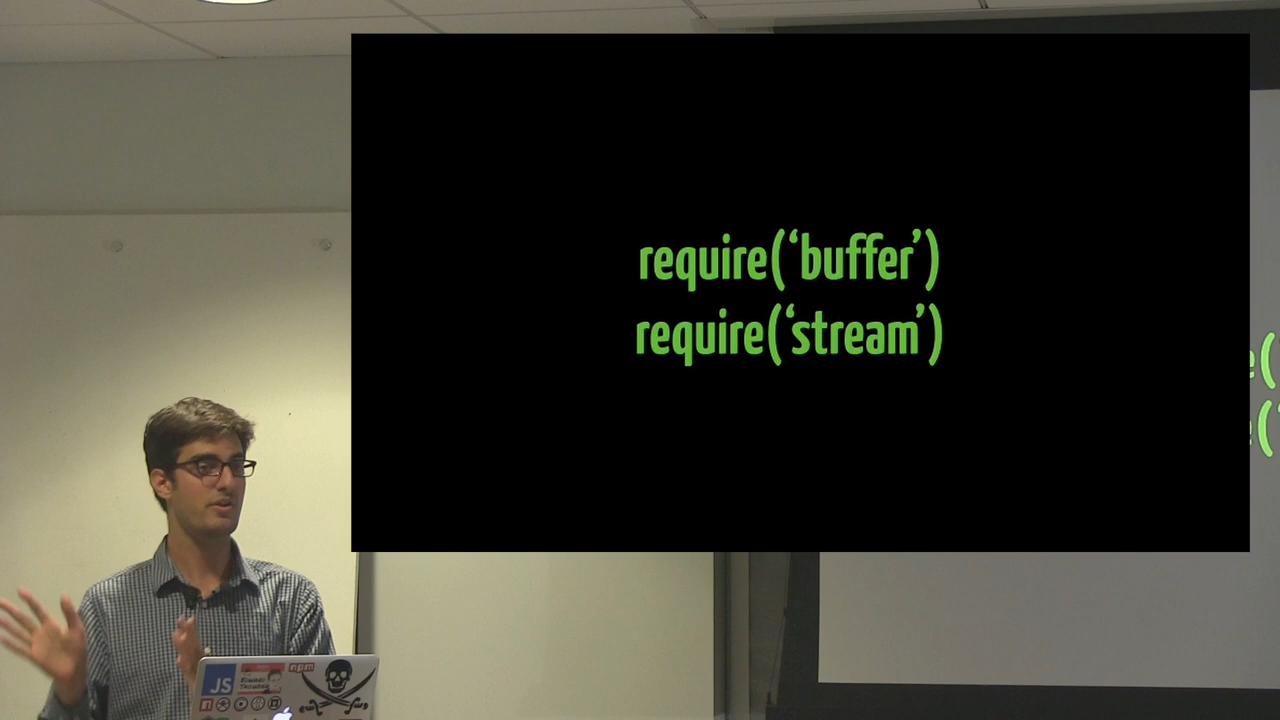 require(‘buffer’)
require(‘stream’)
e(‘
e(‘
JS
npm